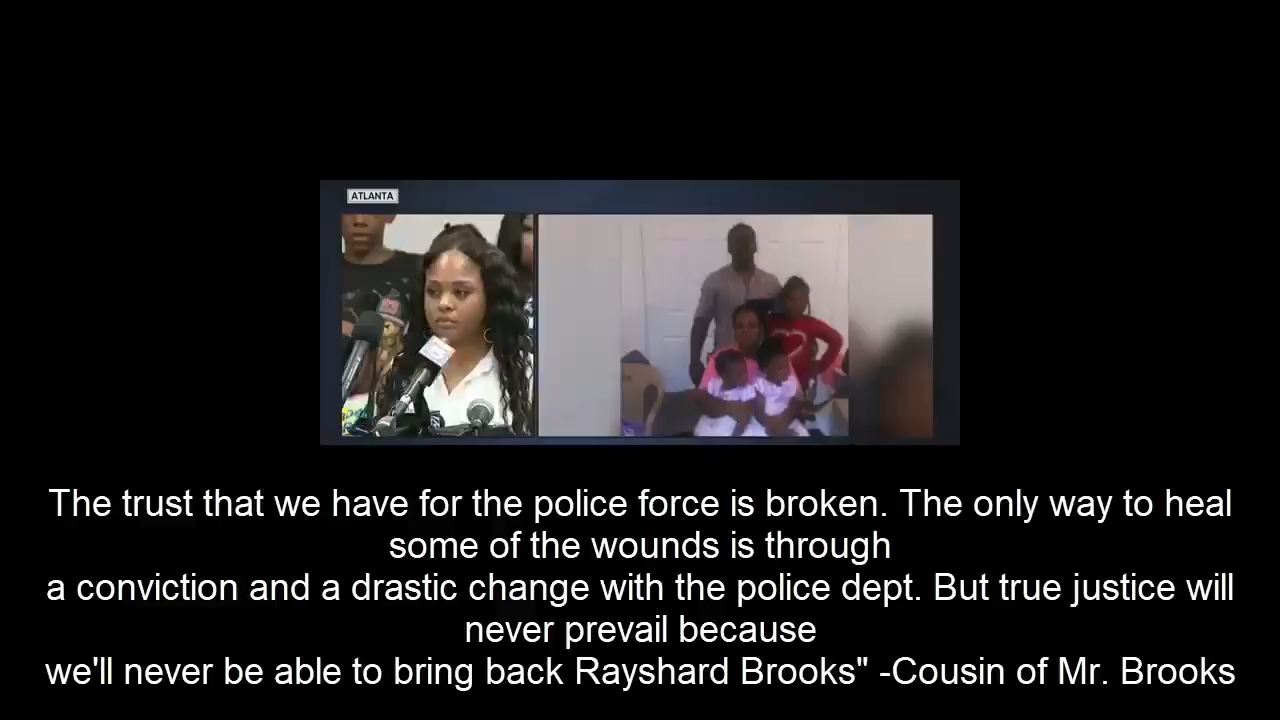 ATLANTA
The trust that we have for the police force is broken. The only way to heal
some of the wounds is through
a conviction and a drastic change with the police dept. But true justice will
never prevail because
we'll never be able to bring back Rayshard Brooks" -Cousin of Mr. Brooks